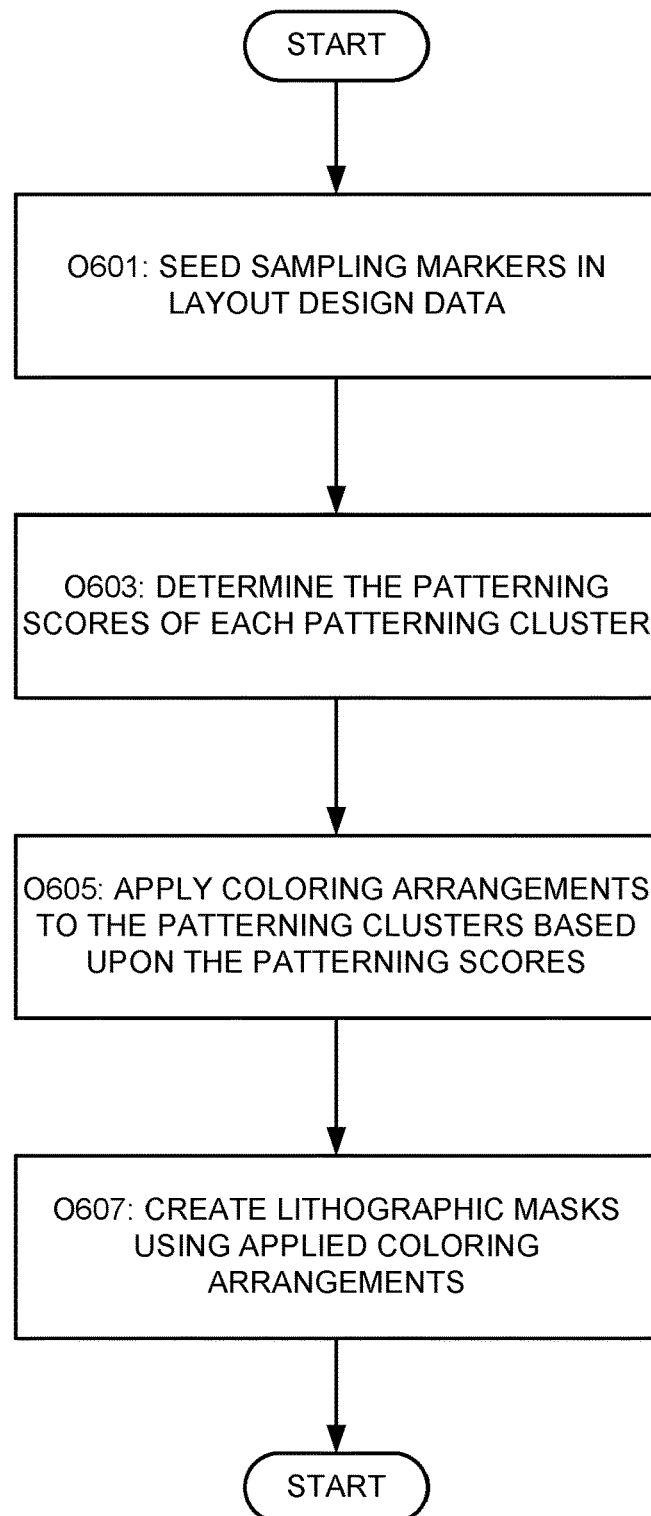 START
O601: SEED SAMPLING MARKERS IN
LAYOUT DESIGN DATA
O603: DETERMINE THE PATTERNING
SCORES OF EACH PATTERNING CLUSTER
O605: APPLY COLORING ARRANGEMENTS
TO THE PATTERNING CLUSTERS BASED
UPON THE PATTERNING SCORES
O607: CREATE LITHOGRAPHIC MASKS
USING APPLIED COLORING
ARRANGEMENTS
START